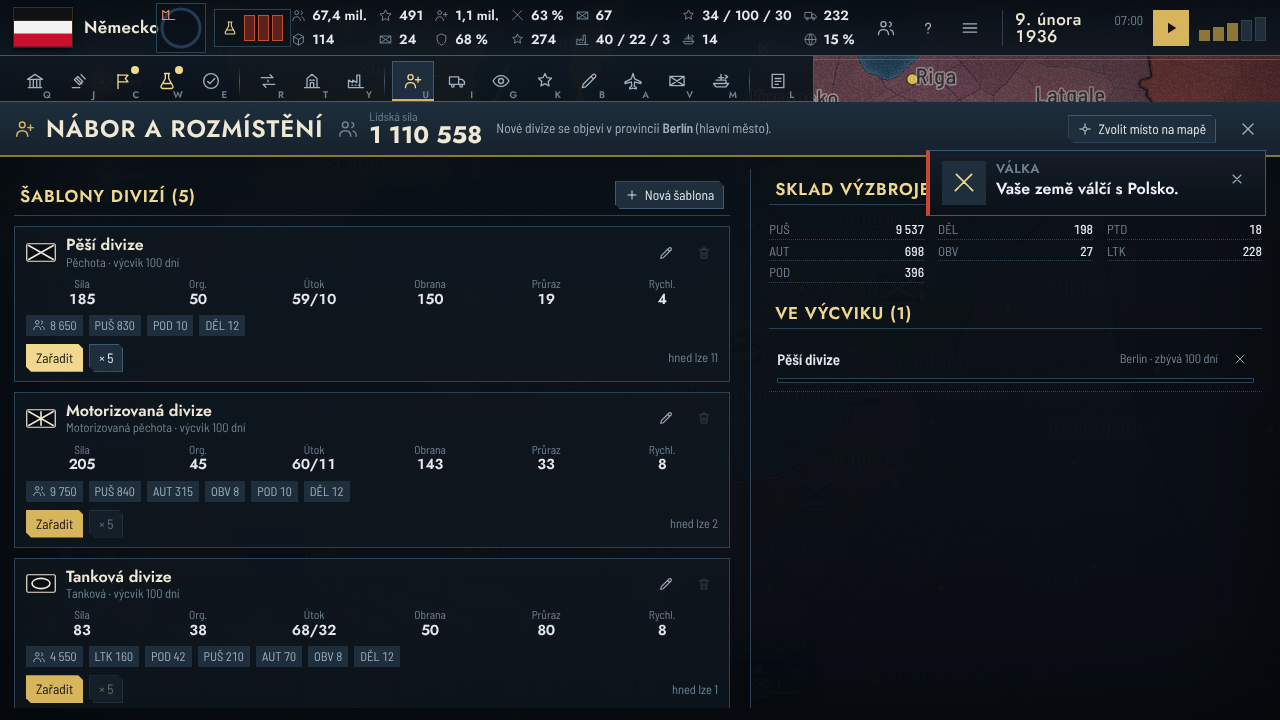 Německo
67,4 mil. 491 1,1 mil. 63 % 67 34 / 100 / 30 232
114 24 68 % 274 40 / 22 / 3 14 15 %
?
9. února 1936
07:00
Q J C W E R T Y U I G K B A V M L
Riga
Latgale
NÁBOR A ROZMÍSTĚNÍ
Lidská síla
1 110 558
Nové divize se objeví v provincii Berlín (hlavní město).
Zvolit místo na mapě
VÁLKA
Vaše země válčí s Polsko.
ŠABLONY DIVIZÍ (5)
Nová šablona
Pěší divize
Pěchota · výcvik 100 dní
Síla Org. Útok Obrana Průraz Rychl.
185 50 59/10 150 19 4
8 650 PUŠ 830 POD 10 DĚL 12
Zařadit × 5 hned lze 11
Motorizovaná divize
Motorizovaná pěchota · výcvik 100 dní
Síla Org. Útok Obrana Průraz Rychl.
205 45 60/11 143 33 8
9 750 PUŠ 840 AUT 315 OBV 8 POD 10 DĚL 12
Zařadit × 5 hned lze 2
Tanková divize
Tanková · výcvik 100 dní
Síla Org. Útok Obrana Průraz Rychl.
83 38 68/32 50 80 8
4 550 LTK 160 POD 42 PUŠ 210 AUT 70 OBV 8 DĚL 12
Zařadit × 5 hned lze 1
SKLAD VÝZBROJE
PUŠ 9 537 DĚL 198 PTD 18
AUT 698 OBV 27 LTK 228
POD 396
VE VÝCVIKU (1)
Pěší divize Berlín · zbývá 100 dní